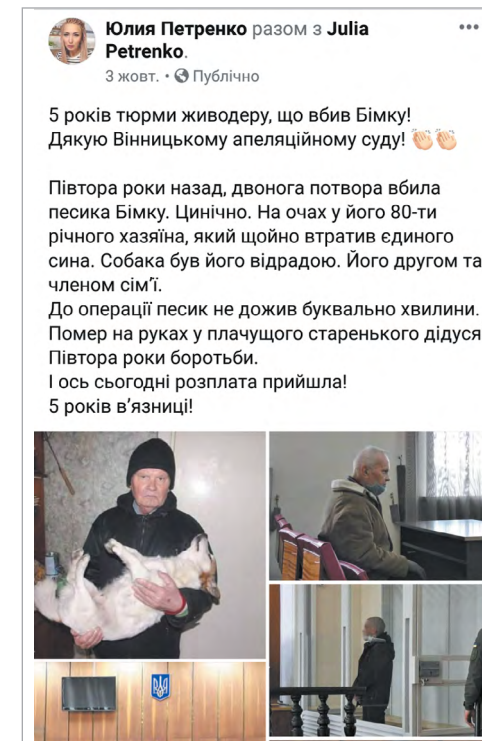 Юлия Петренко разом з Julia
Petrenko.
3 жовт. • Публічно
5 років тюрми живодеру, що вбив Бімку!
Дякую Вінницькому апеляційному суду! 👏🏻👏🏻
Півтора роки назад, двонога потвора вбила
песика Бімку. Цинічно. На очах у його 80-ти
річного хазяїна, який щойно втратив єдиного
сина. Собака був його відрадою. Його другом та
членом сім’ї.
До операції песик не дожив буквально хвилини.
Помер на руках у плачущого старенького дідуся
Півтора роки боротьби.
І ось сьогодні розплата прийшла!
5 років в’язниці!